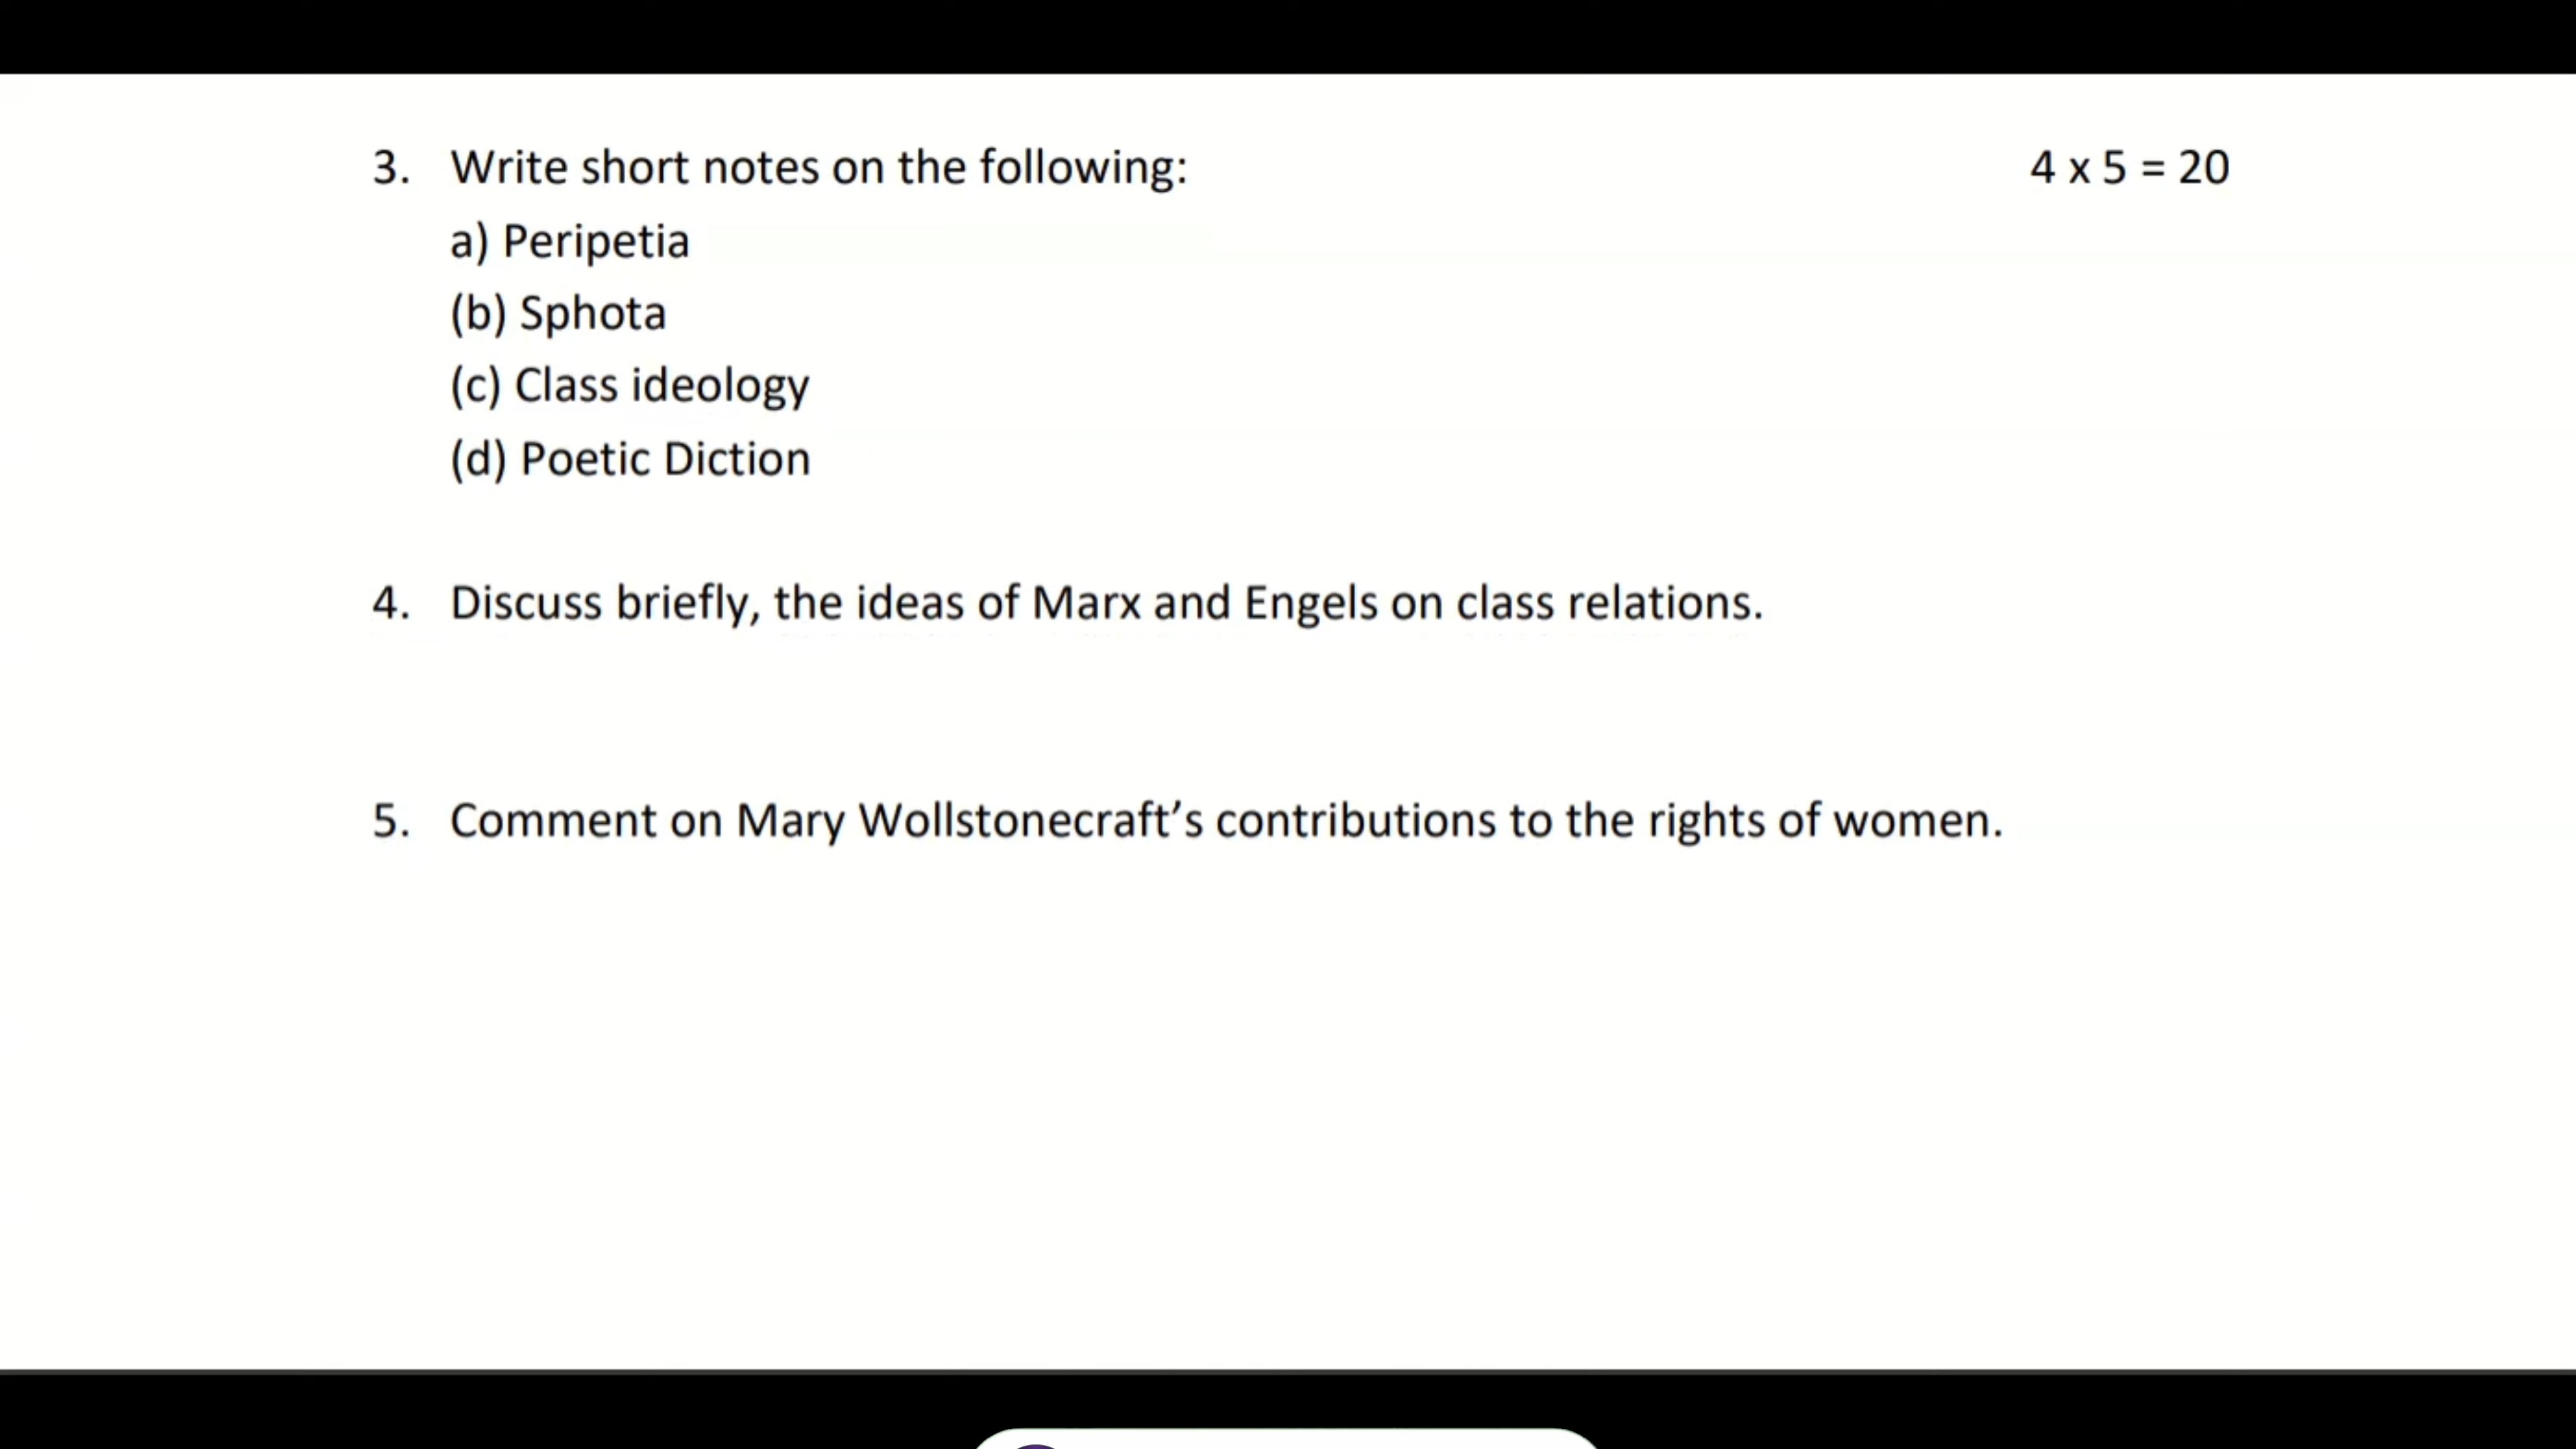 3. Write short notes on the following: 4 x 5 = 20
a) Peripetia
(b) Sphota
(c) Class ideology
(d) Poetic Diction
4. Discuss briefly, the ideas of Marx and Engels on class relations.
5. Comment on Mary Wollstonecraft’s contributions to the rights of women.